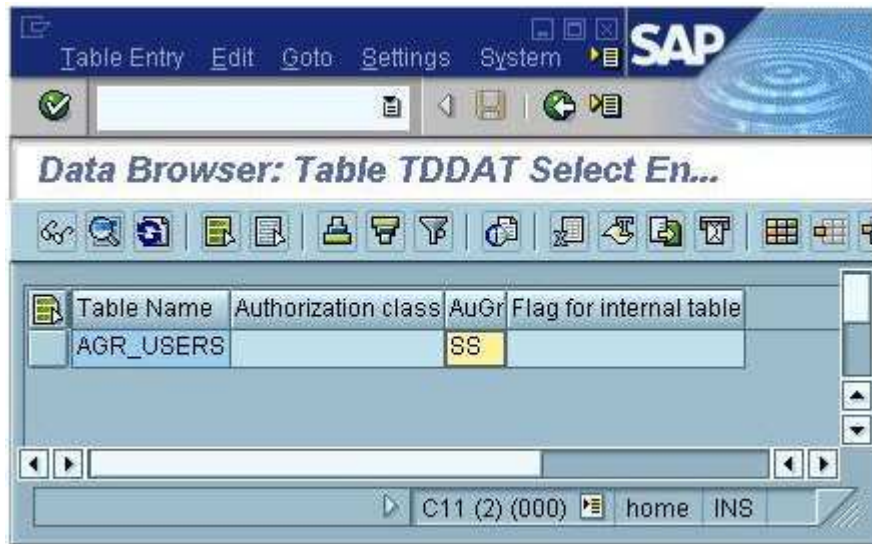 Table Entry Edit Goto Settings System
SAP
Data Browser: Table TDDAT Select En...
Table Name Authorization class AuGr Flag for internal table
AGR_USERS SS
C11 (2) (000) home INS